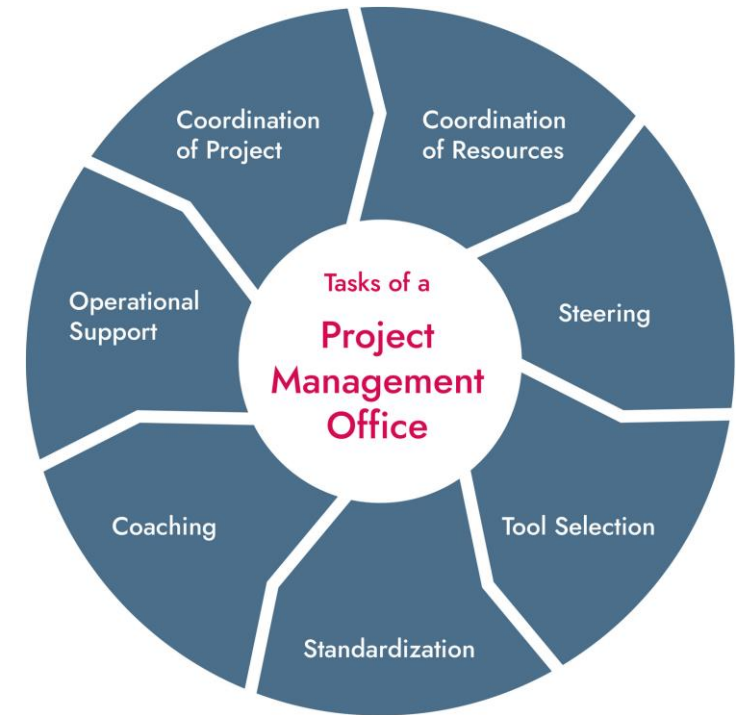 Tasks of a
Project
Management
Office
Coordination
of Project
Coordination
of Resources
Steering
Tool Selection
Standardization
Coaching
Operational
Support